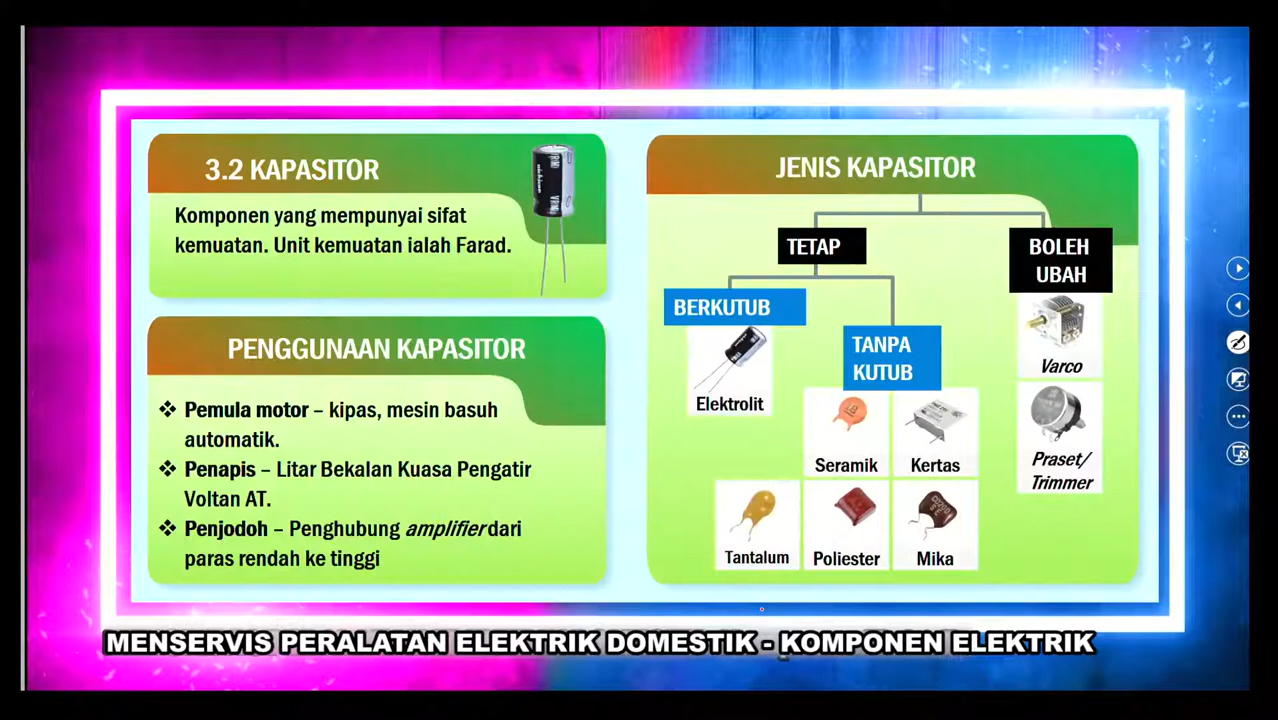 3.2 KAPASITOR
Komponen yang mempunyai sifat
kemuatan. Unit kemuatan ialah Farad.
PENGGUNAAN KAPASITOR
❖ Pemula motor – kipas, mesin basuh
automatik.
❖ Penapis – Litar Bekalan Kuasa Pengatir
Voltan AT.
❖ Penjodoh – Penghubung amplifier dari
paras rendah ke tinggi
JENIS KAPASITOR
TETAP
BOLEH
UBAH
BERKUTUB
TANPA
KUTUB
Elektrolit
Varco
Seramik
Kertas
Praset/
Trimmer
Tantalum
Poliester
Mika
MENSERVIS PERALATAN ELEKTRIK DOMESTIK - KOMPONEN ELEKTRIK